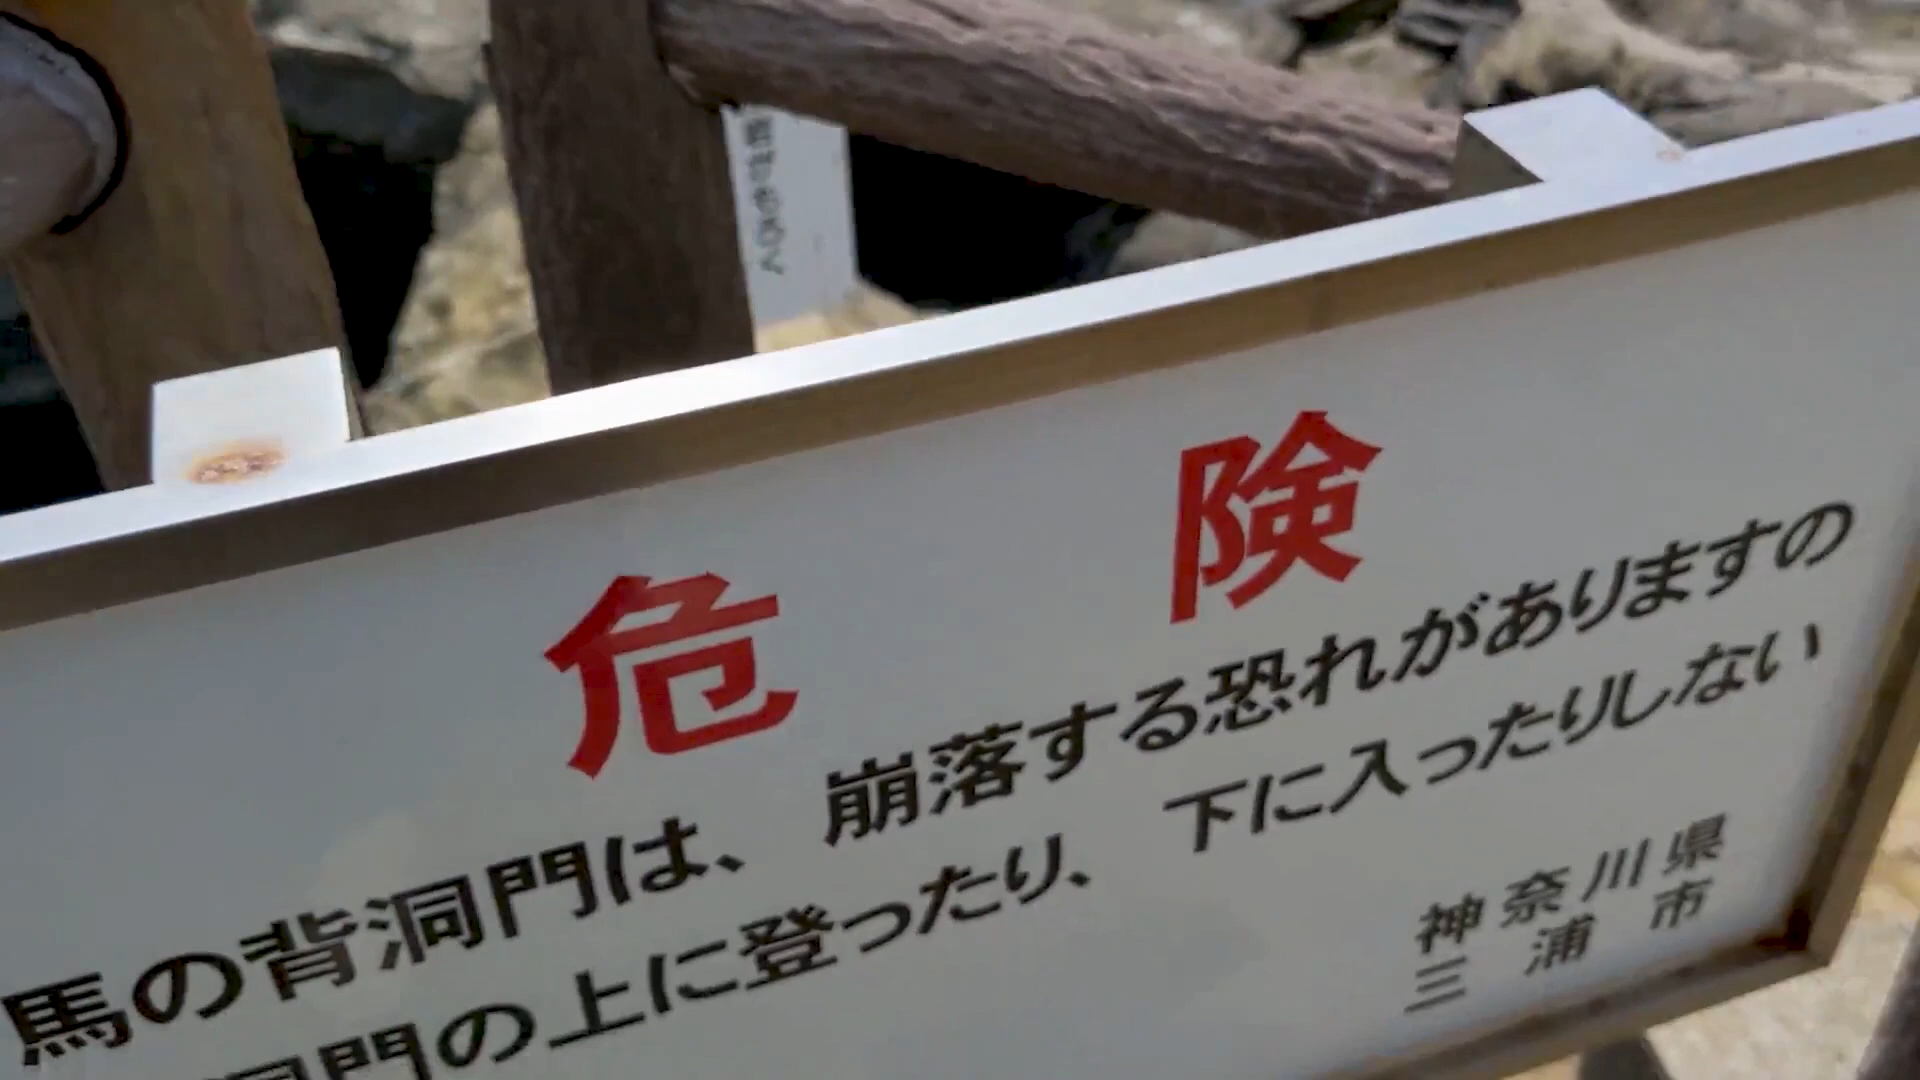 危険
馬の背洞門は、崩落する恐れがありますの
洞門の上に登ったり、下に入ったりしない
神奈川県
三浦市